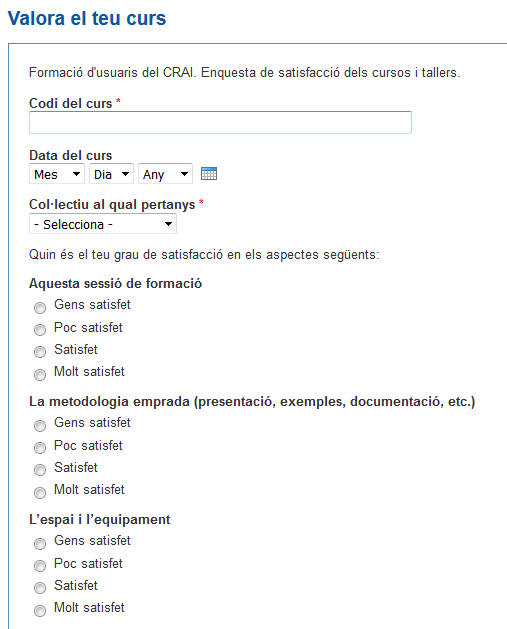 Valora el teu curs
Formació d'usuaris del CRAI. Enquesta de satisfacció dels cursos i tallers.
Codi del curs *
Data del curs
Mes Dia Any
Col·lectiu al qual pertanys *
- Selecciona -
Quin és el teu grau de satisfacció en els aspectes següents:
Aquesta sessió de formació
Gens satisfet
Poc satisfet
Satisfet
Molt satisfet
La metodologia emprada (presentació, exemples, documentació, etc.)
Gens satisfet
Poc satisfet
Satisfet
Molt satisfet
L’espai i l’equipament
Gens satisfet
Poc satisfet
Satisfet
Molt satisfet